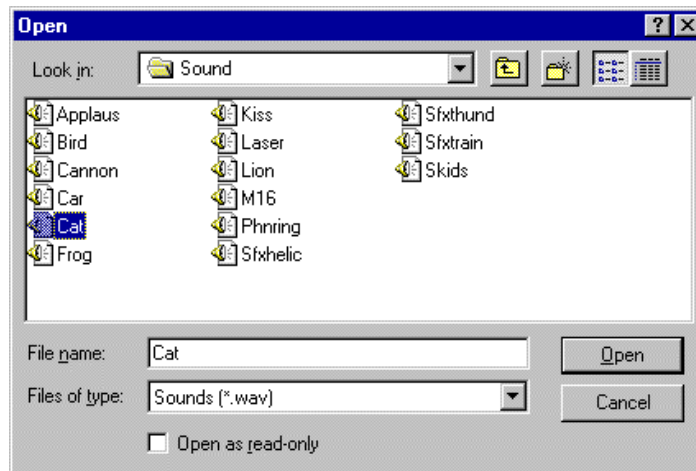 Open
Look in: Sound
Applaus Kiss Sfxthund
Bird Laser Sfxtrain
Cannon Lion Skids
Car M16
Cat Phnring
Frog Sfxhelic
File name: Cat Open
Files of type: Sounds (*.wav) Cancel
Open as read-only